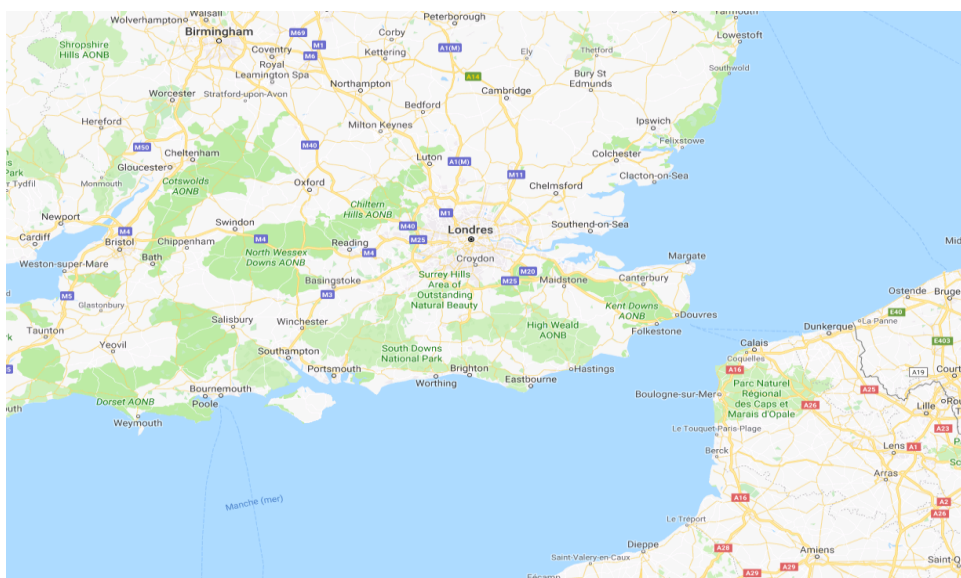 Walsall
Wolverhampton
Birmingham
Shropshire
Hills AONB
M69
M1
M6
Coventry
Royal
Leamington Spa
Corby
Kettering
Peterborough
A1(M)
Ely
Thetford
Yarmouth
Lowestoft
Southwold
A14
Bury St
Edmunds
Worcester
Stratford-upon-Avon
Northampton
Cambridge
Bedford
Hereford
Milton Keynes
Ipswich
Felixstowe
M50
Cheltenham
M40
Luton
A1(M)
Colchester
Gloucester
M11
Clacton-on-Sea
Monmouth
Cotswolds
AONB
Oxford
Chelmsford
Chiltern
Hills AONB
M1
Newport
Swindon
M40
Londres
Southend-on-Sea
Cardiff
M4
Bristol
Chippenham
M4
Reading
M4
M25
Bath
North Wessex
Downs AONB
Croydon
Margate
Weston-super-Mare
Basingstoke
Surrey Hills
Area of
Outstanding
Natural Beauty
M25
M20
Maidstone
Canterbury
M5
Glastonbury
M3
Kent Downs
AONB
Douvres
Ostende
Taunton
Yeovil
Salisbury
Winchester
High Weald
AONB
Folkestone
Dunkerque
La Panne
E40
E403
Calais
Coquelles
Southampton
South Downs
National Park
Portsmouth
Worthing
Brighton
Eastbourne
Hastings
A16
A19
Parc Naturel
Régional
des Caps et
Marais d'Opale
A25
A26
Lille
Bournemouth
Poole
Dorset AONB
Weymouth
Boulogne-sur-Mer
Le Touquet-Paris-Plage
Berck
A23
Lens
A1
Arras
Manche (mer)
A16
A2
A26
Le Tréport
Dieppe
Saint-Valery-en-Caux
A28
Amiens
A29
A29